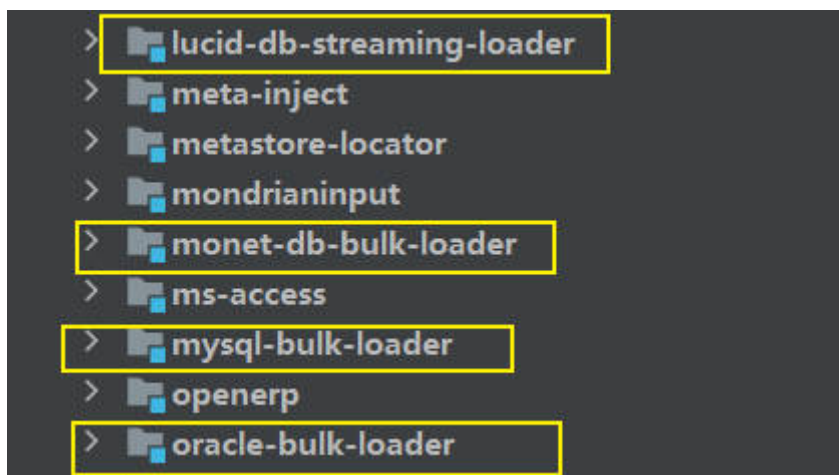 lucid-db-streaming-loader
meta-inject
metastore-locator
mondrianinput
monet-db-bulk-loader
ms-access
mysql-bulk-loader
openerp
oracle-bulk-loader